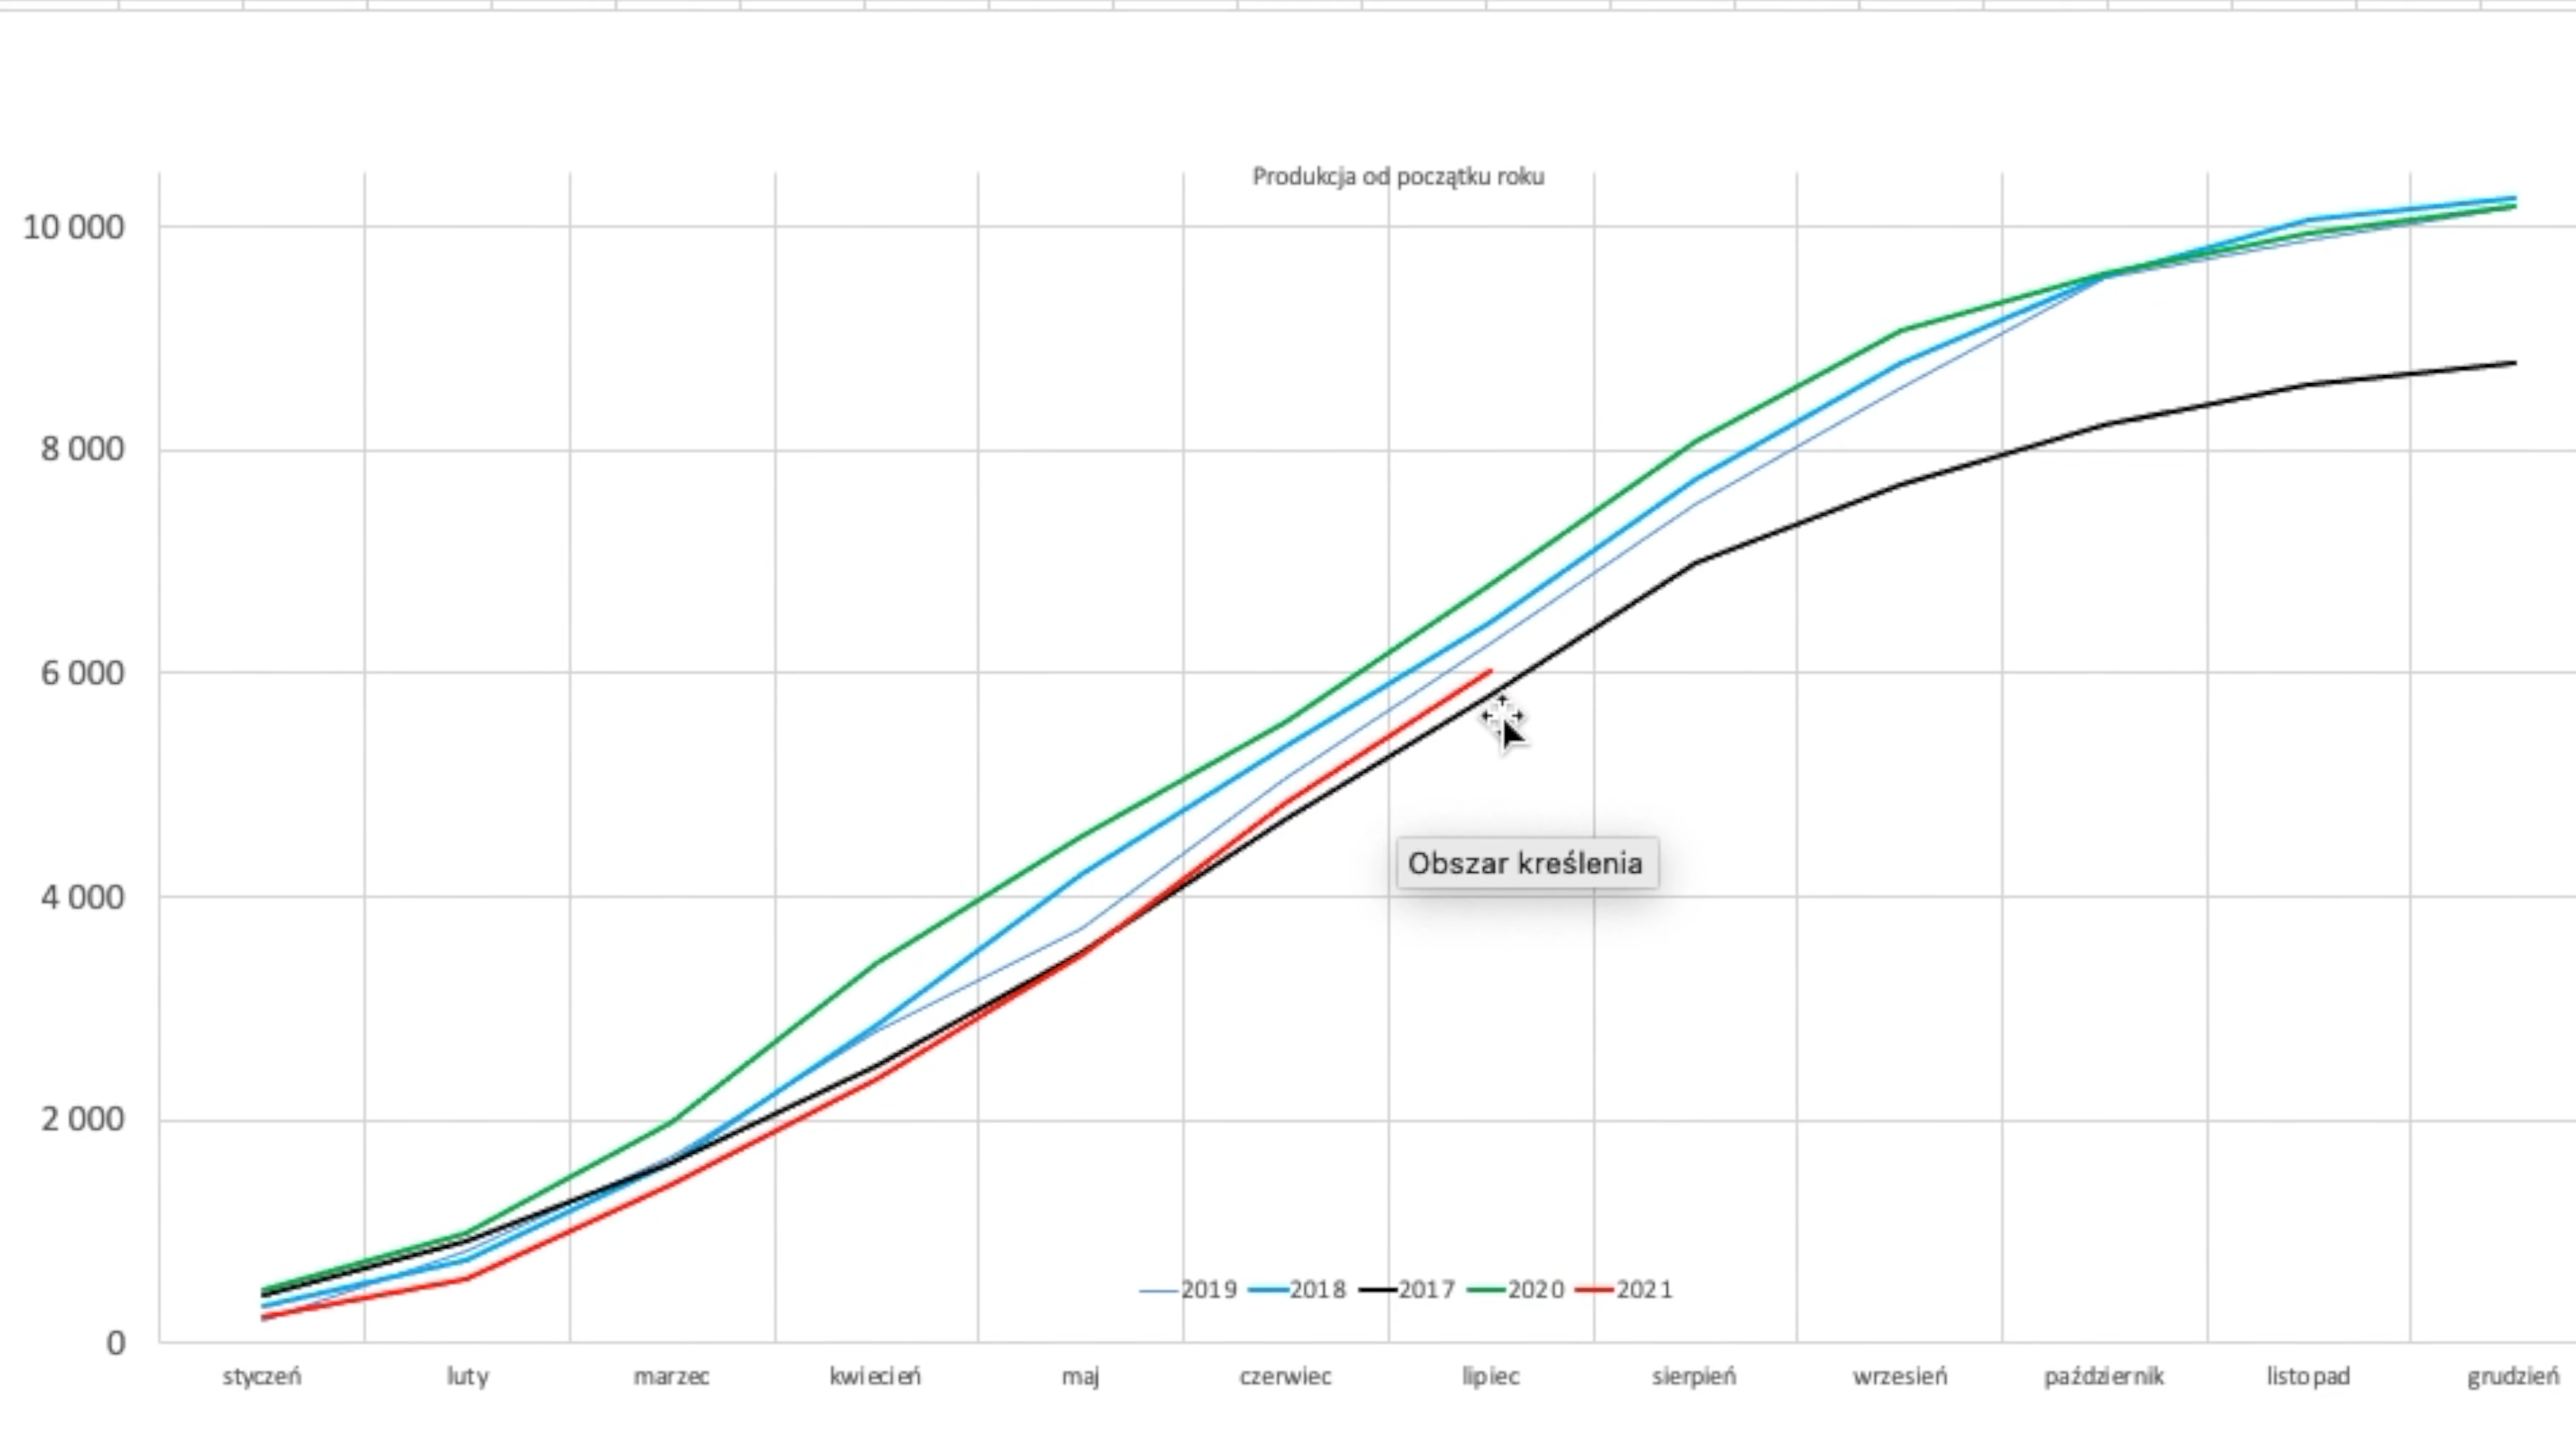 Produkcja od początku roku
10 000
8 000
6 000
4 000
2 000
0
Obszar kreślenia
2019 2018 2017 2020 2021
styczeń luty marzec kwiecień maj czerwiec lipiec sierpień wrzesień październik listopad grudzień